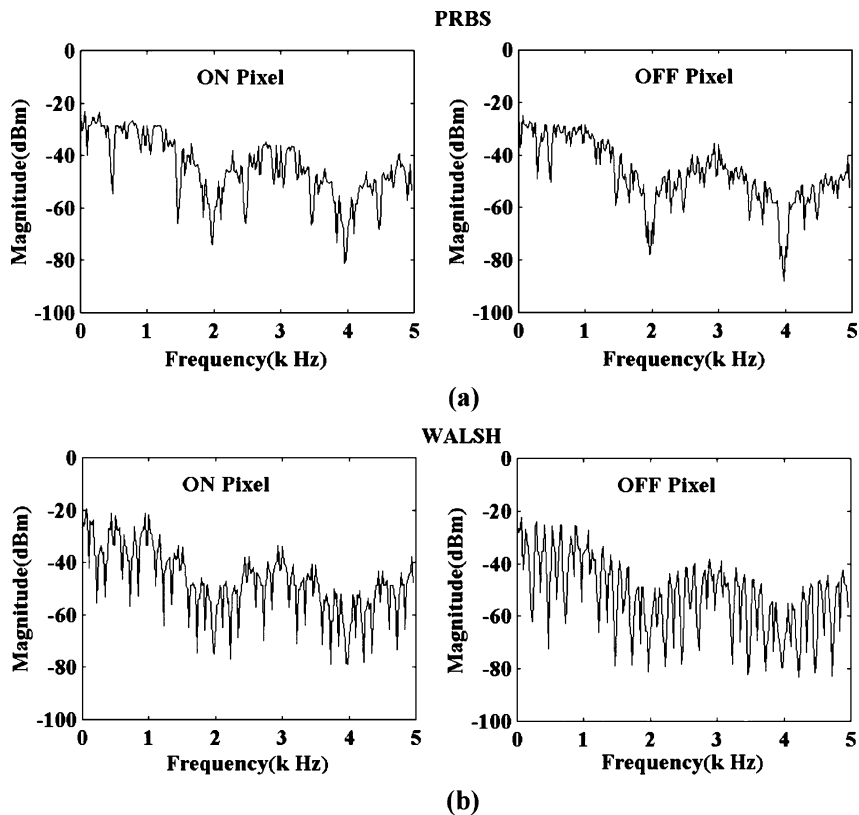 PRBS
0
-20
-40
-60
-80
-100
Magnitude(dBm)
ON Pixel
0 1 2 3 4 5
Frequency(k Hz)
0
-20
-40
-60
-80
-100
Magnitude(dBm)
OFF Pixel
0 1 2 3 4 5
Frequency(k Hz)
(a)
WALSH
0
-20
-40
-60
-80
-100
Magnitude(dBm)
ON Pixel
0 1 2 3 4 5
Frequency(k Hz)
0
-20
-40
-60
-80
-100
Magnitude(dBm)
OFF Pixel
0 1 2 3 4 5
Frequency(k Hz)
(b)